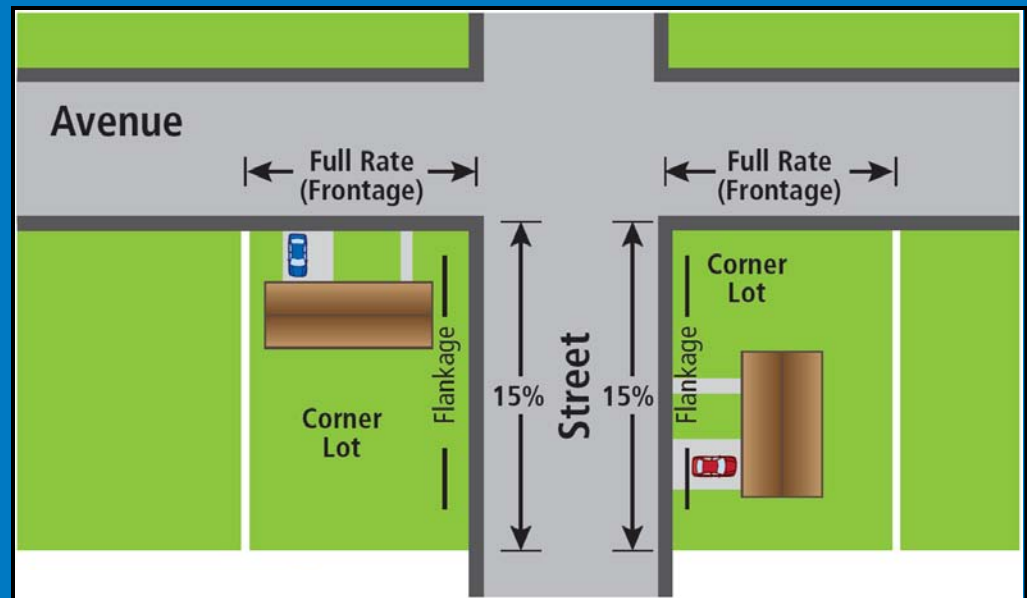 Avenue
Full Rate
(Frontage)
Full Rate
(Frontage)
Corner
Lot
Flankage
15%
Street
15%
Flankage
Corner
Lot